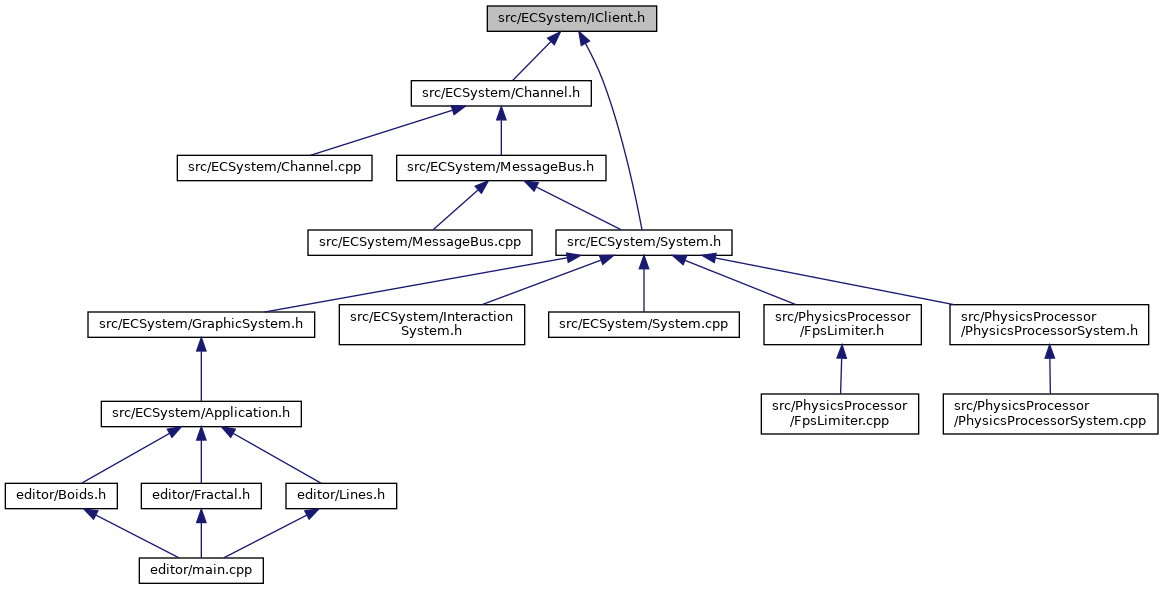 src/ECSystem/IClient.h
src/ECSystem/Channel.h
src/ECSystem/Channel.cpp
src/ECSystem/MessageBus.h
src/ECSystem/MessageBus.cpp
src/ECSystem/System.h
src/ECSystem/GraphicSystem.h
src/ECSystem/Interaction
System.h
src/ECSystem/System.cpp
src/PhysicsProcessor
/FpsLimiter.h
src/PhysicsProcessor
/PhysicsProcessorSystem.h
src/ECSystem/Application.h
src/PhysicsProcessor
/FpsLimiter.cpp
src/PhysicsProcessor
/PhysicsProcessorSystem.cpp
editor/Boids.h
editor/Fractal.h
editor/Lines.h
editor/main.cpp